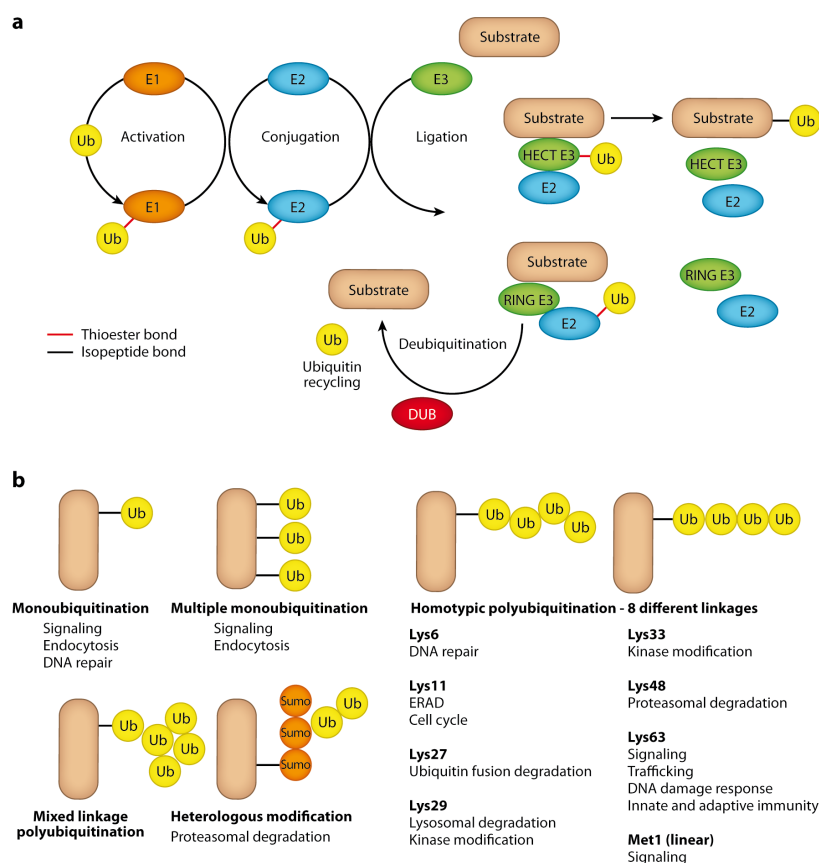 a
Substrate
E1
E2
E3
Ub
Activation
Conjugation
Ligation
E1
Ub
E2
Ub
Substrate
HECT E3
Ub
E2
Substrate
Ub
HECT E3
E2
Substrate
RING E3
Ub
E2
RING E3
E2
Substrate
Ub
Ubiquitin
recycling
Deubiquitination
DUB
Thioester bond
Isopeptide bond
b
Ub
Monoubiquitination
Signaling
Endocytosis
DNA repair
Ub
Ub
Ub
Multiple monoubiquitination
Signaling
Endocytosis
Ub
Ub
Ub
Ub
Ub
Ub
Mixed linkage
polyubiquitination
Sumo
Sumo
Sumo
Ub
Ub
Heterologous modification
Proteasomal degradation
Ub
Ub
Ub
Ub
Ub
Ub
Ub
Ub
Homotypic polyubiquitination - 8 different linkages
Lys6
DNA repair
Lys11
ERAD
Cell cycle
Lys27
Ubiquitin fusion degradation
Lys29
Lysosomal degradation
Kinase modification
Lys33
Kinase modification
Lys48
Proteasomal degradation
Lys63
Signaling
Trafficking
DNA damage response
Innate and adaptive immunity
Met1 (linear)
Signaling